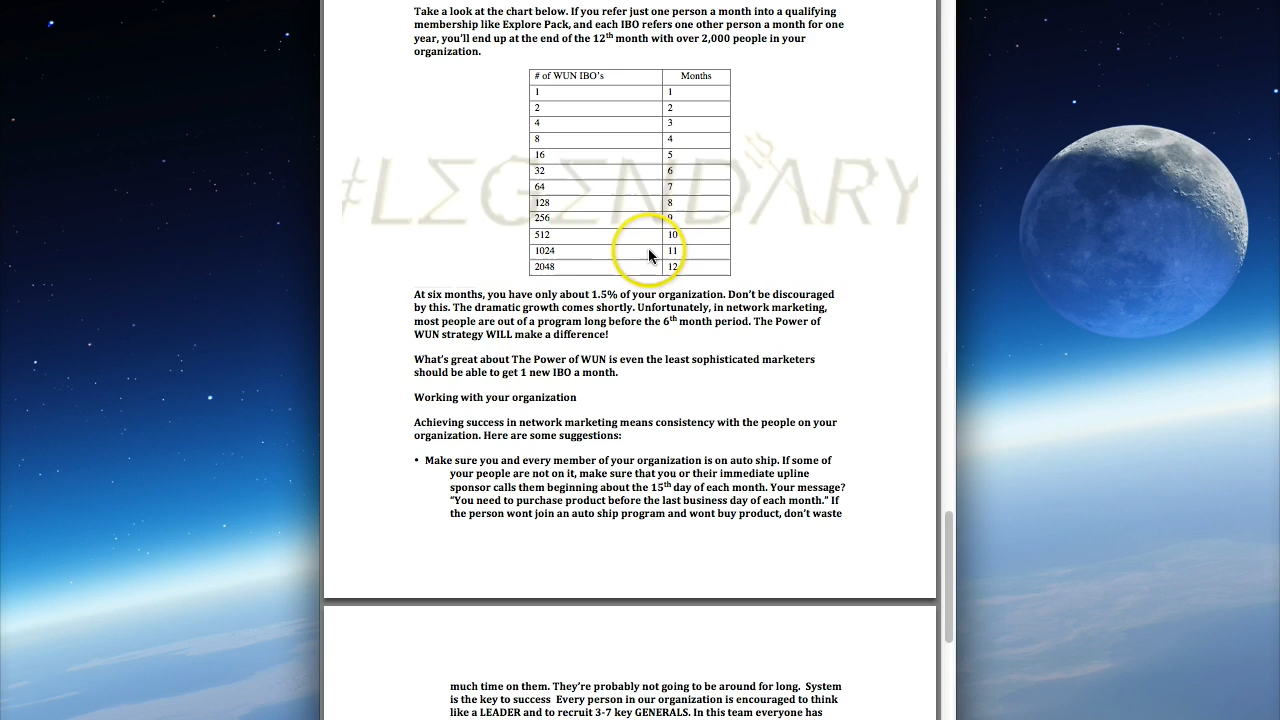 Take a look at the chart below. If you refer just one person a month into a qualifying
membership like Explore Pack, and each IBO refers one other person a month for one
year, you'll end up at the end of the 12th month with over 2,000 people in your
organization.
# of WUN IBO's Months
1 1
2 2
4 3
8 4
16 5
32 6
64 7
128 8
256 9
512 10
1024 11
2048 12
#LΣGΣNDARY
At six months, you have only about 1.5% of your organization. Don't be discouraged
by this. The dramatic growth comes shortly. Unfortunately, in network marketing,
most people are out of a program long before the 6th month period. The Power of
WUN strategy WILL make a difference!
What's great about The Power of WUN is even the least sophisticated marketers
should be able to get 1 new IBO a month.
Working with your organization
Achieving success in network marketing means consistency with the people on your
organization. Here are some suggestions:
• Make sure you and every member of your organization is on auto ship. If some of
your people are not on it, make sure that you or their immediate upline
sponsor calls them beginning about the 15th day of each month. Your message?
"You need to purchase product before the last business day of each month." If
the person wont join an auto ship program and wont buy product, don't waste
much time on them. They're probably not going to be around for long. System
is the key to success Every person in our organization is encouraged to think
like a LEADER and to recruit 3-7 key GENERALS. In this team everyone has